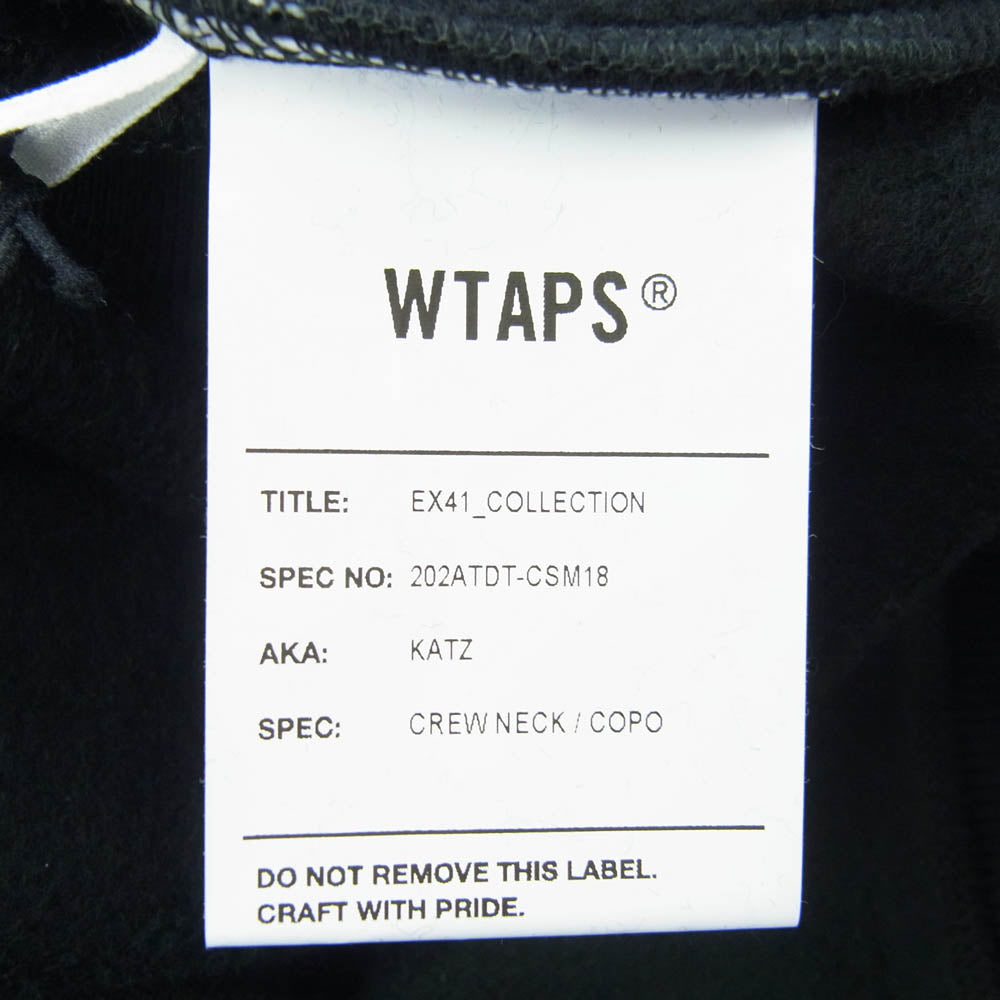 WTAPS®
TITLE: EX41_COLLECTION
SPEC NO: 202ATDT-CSM18
AKA: KATZ
SPEC: CREW NECK / COPO
DO NOT REMOVE THIS LABEL.
CRAFT WITH PRIDE.